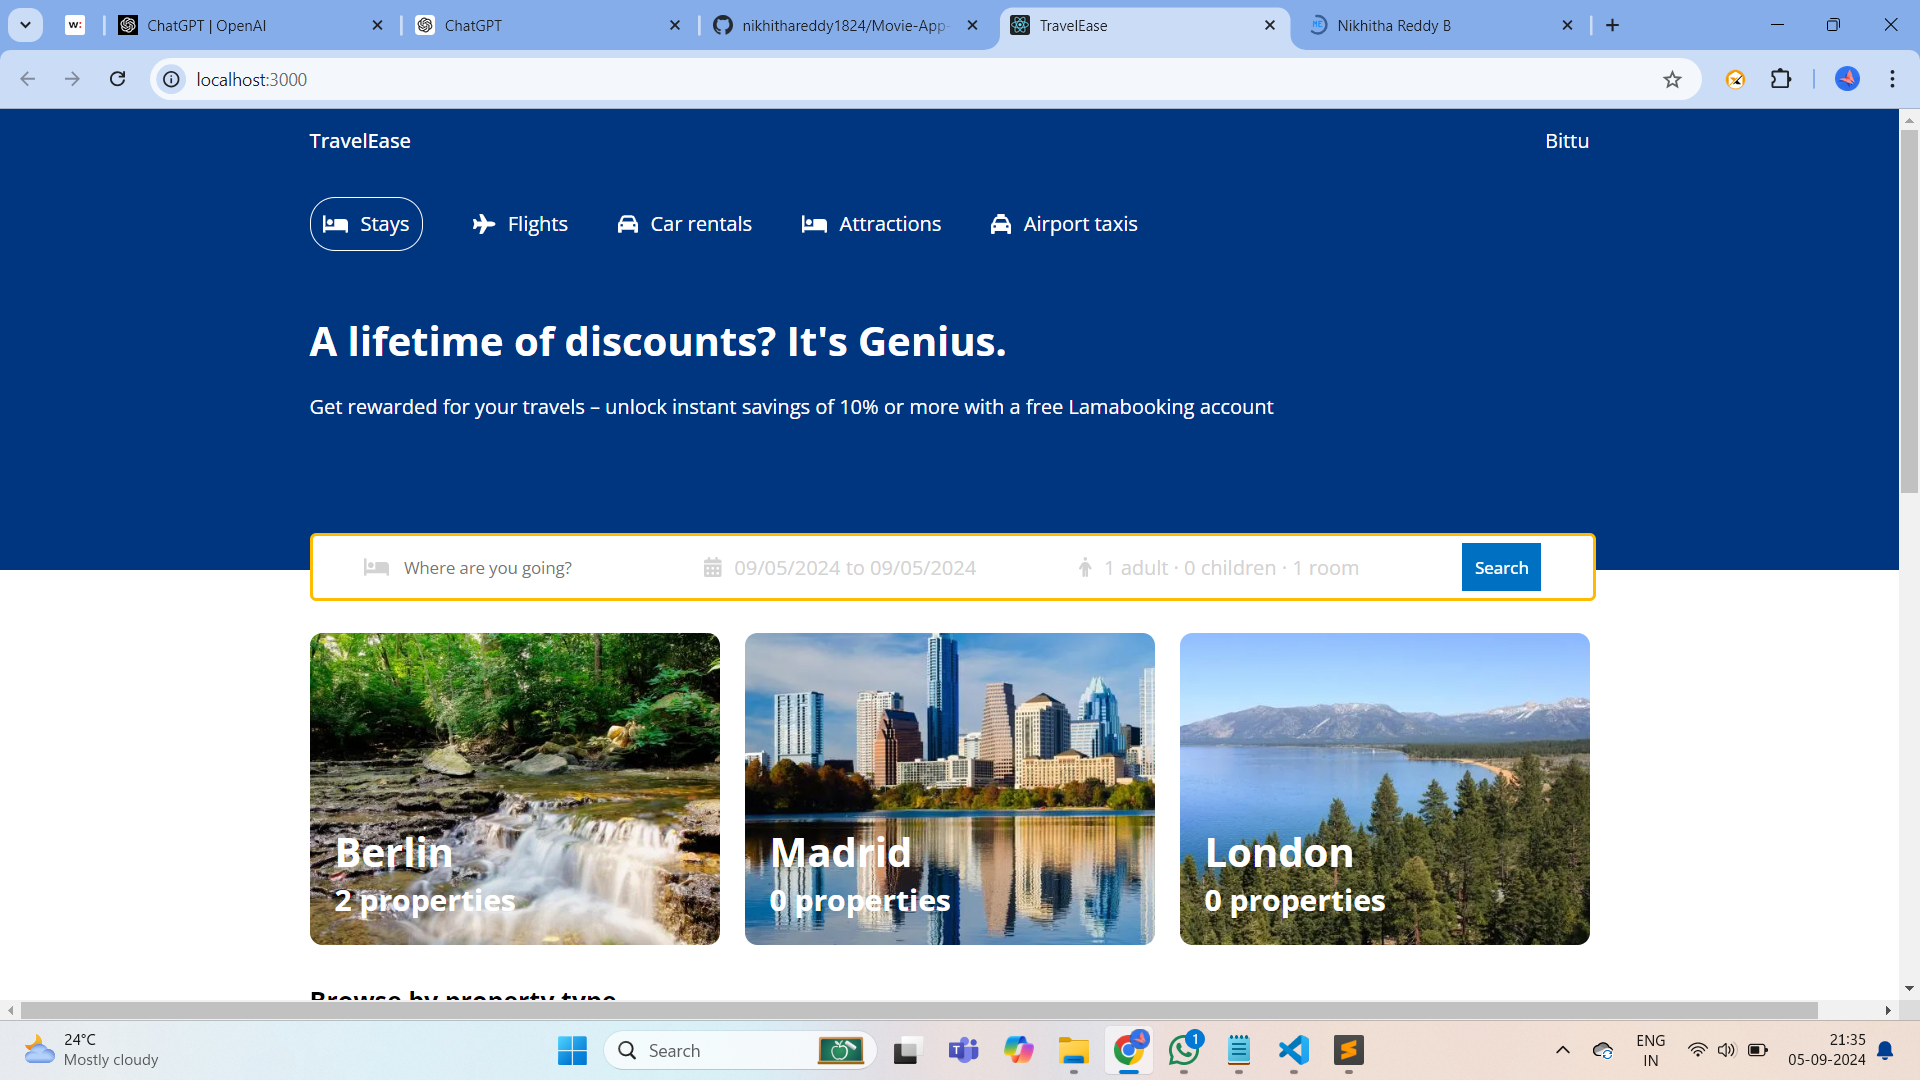 w:
ChatGPT | OpenAI
ChatGPT
nikhithareddy1824/Movie-App-
TravelEase
Nikhitha Reddy B
localhost:3000
TravelEase
Bittu
Stays
Flights
Car rentals
Attractions
Airport taxis
A lifetime of discounts? It's Genius.
Get rewarded for your travels – unlock instant savings of 10% or more with a free Lamabooking account
Where are you going?
09/05/2024 to 09/05/2024
1 adult · 0 children · 1 room
Search
Berlin
2 properties
Madrid
0 properties
London
0 properties
Browse by property type
24°C
Mostly cloudy
Search
1
ENG
IN
21:35
05-09-2024